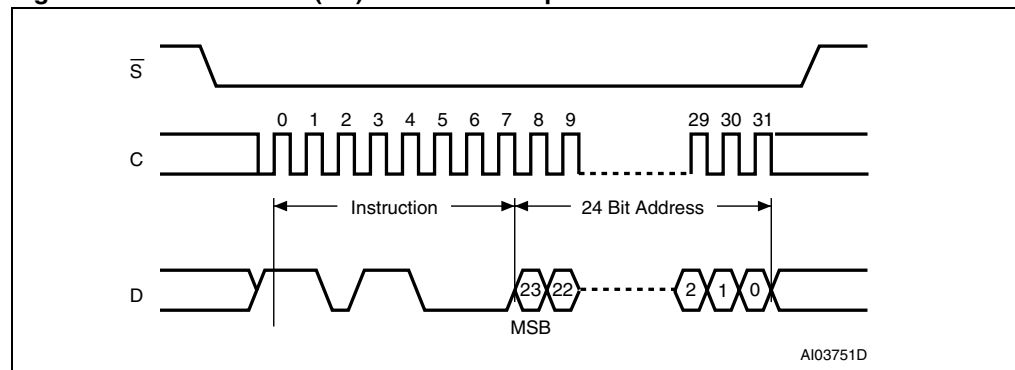 S
0 1 2 3 4 5 6 7 8 9 29 30 31
C
Instruction 24 Bit Address
D 23 22 2 1 0
MSB
AI03751D